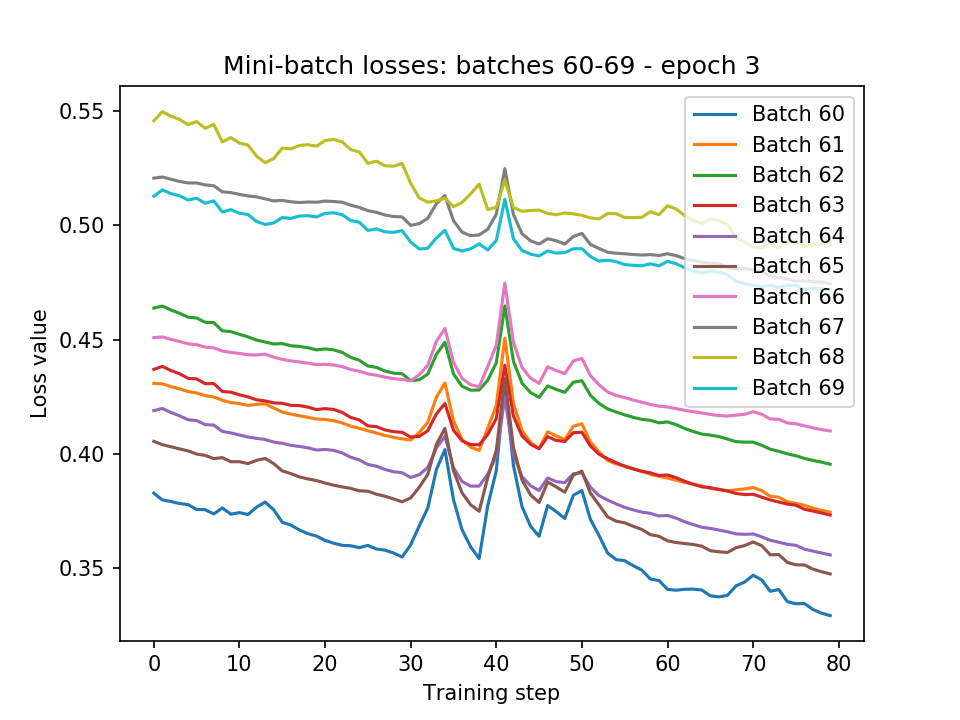 Mini-batch losses: batches 60-69 - epoch 3
0.55
0.50
0.45
0.40
0.35
Loss value
0
10
20
30
40
50
60
70
80
Training step
Batch 60
Batch 61
Batch 62
Batch 63
Batch 64
Batch 65
Batch 66
Batch 67
Batch 68
Batch 69